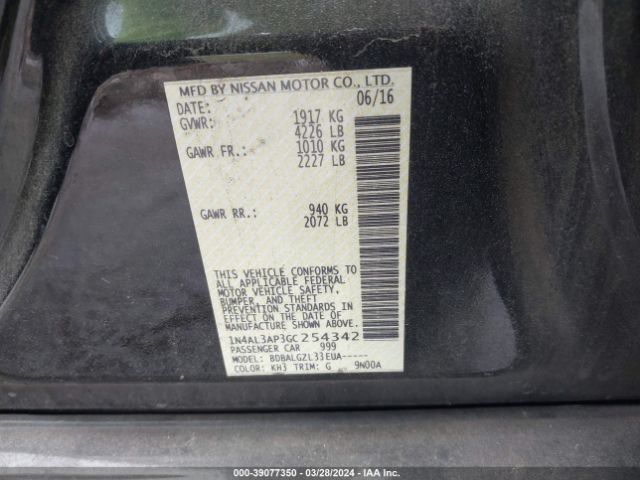 MFD BY NISSAN MOTOR CO., LTD.
DATE: 06/16
GVWR: 1917 KG
4226 LB
GAWR FR.: 1010 KG
2227 LB
GAWR RR.: 940 KG
2072 LB
THIS VEHICLE CONFORMS TO
ALL APPLICABLE FEDERAL
MOTOR VEHICLE SAFETY,
BUMPER, AND THEFT
PREVENTION STANDARDS IN
EFFECT ON THE DATE OF
MANUFACTURE SHOWN ABOVE.
1N4AL3AP3GC254342
PASSENGER CAR 999
MODEL: BDBALGZL33EUA-----
COLOR: KH3 TRIM: G 9N00A
000-39077350 | 03/28/2024 | IAA Inc.